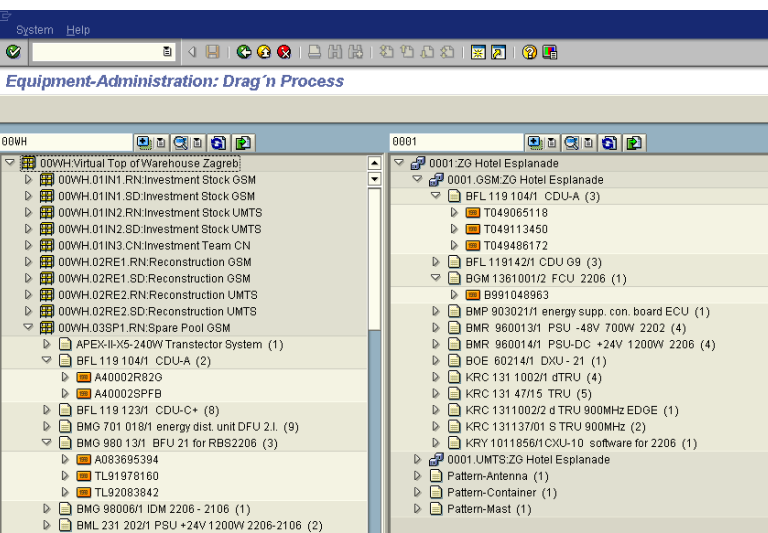 System Help
Equipment-Administration: Drag´n Process
00WH
00WH:Virtual Top of Warehouse Zagreb
00WH.01IN1.RN:Investment Stock GSM
00WH.01IN1.SD:Investment Stock GSM
00WH.01IN2.RN:Investment Stock UMTS
00WH.01IN2.SD:Investment Stock UMTS
00WH.01IN3.CN:Investment Team CN
00WH.02RE1.RN:Reconstruction GSM
00WH.02RE1.SD:Reconstruction GSM
00WH.02RE2.RN:Reconstruction UMTS
00WH.02RE2.SD:Reconstruction UMTS
00WH.03SP1.RN:Spare Pool GSM
APEX-II-X5-240W Transtector System (1)
BFL 119 104/1 CDU-A (2)
A40002R82G
A40002SPFB
BFL 119 123/1 CDU-C+ (8)
BMG 701 018/1 energy dist. unit DFU 2.I. (9)
BMG 980 13/1 BFU 21 for RBS2206 (3)
A083695394
TL91978160
TL92083842
BMG 98006/1 IDM 2206 - 2106 (1)
BML 231 202/1 PSU +24V 1200W 2206-2106 (2)
0001
0001:ZG Hotel Esplanade
0001.GSM:ZG Hotel Esplanade
BFL 119 104/1 CDU-A (3)
T049065118
T049113450
T049486172
BFL 119142/1 CDU G9 (3)
BGM 1361001/2 FCU 2206 (1)
B991048963
BMP 903021/1 energy supp. con. board ECU (1)
BMR 960013/1 PSU -48V 700W 2202 (4)
BMR 960014/1 PSU-DC +24V 1200W 2206 (4)
BOE 60214/1 DXU - 21 (1)
KRC 131 1002/1 dTRU (4)
KRC 131 47/15 TRU (5)
KRC 1311002/2 d TRU 900MHz EDGE (1)
KRC 131137/01 S TRU 900MHz (2)
KRY 1011856/1CXU-10 software for 2206 (1)
0001.UMTS:ZG Hotel Esplanade
Pattern-Antenna (1)
Pattern-Container (1)
Pattern-Mast (1)